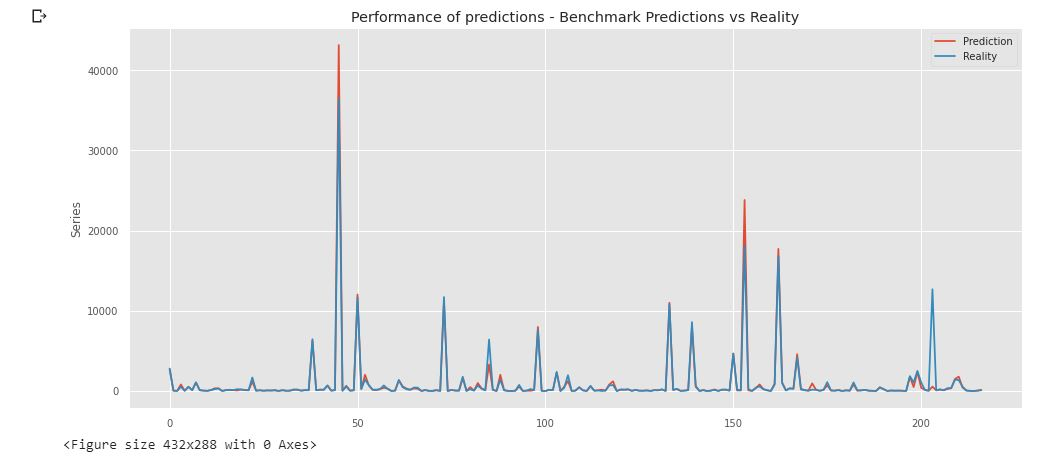 Performance of predictions - Benchmark Predictions vs Reality
Prediction
Reality
40000
30000
20000
10000
0
Series
0
50
100
150
200
<Figure size 432x288 with 0 Axes>